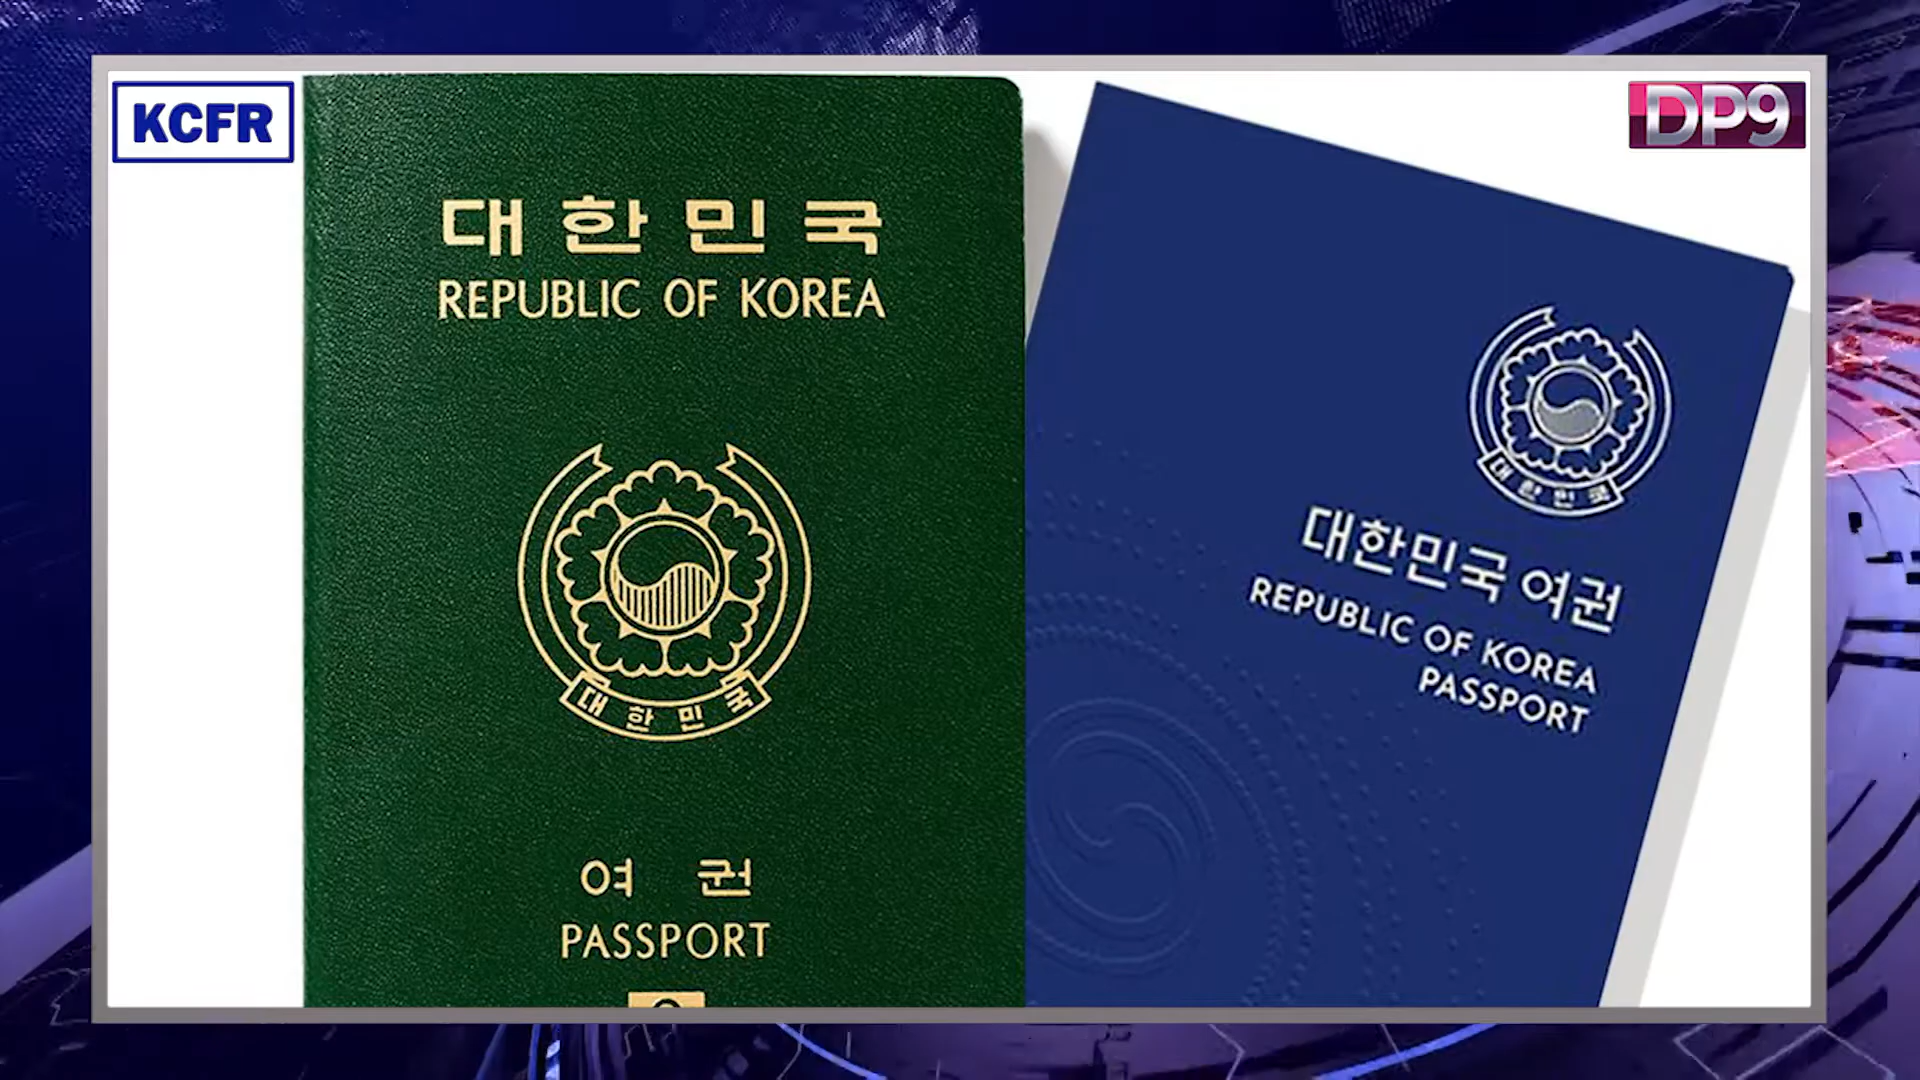 KCFR
DP9
대한민국
REPUBLIC OF KOREA
대한민국
여 권
PASSPORT
대한민국
대한민국 여권
REPUBLIC OF KOREA
PASSPORT